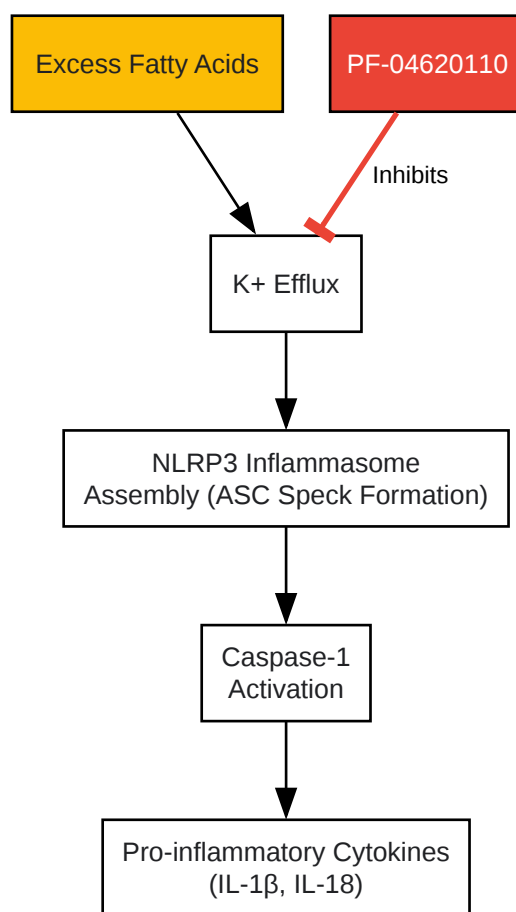 Excess Fatty Acids
PF-04620110
Inhibits
K+ Efflux
NLRP3 Inflammasome
Assembly (ASC Speck Formation)
Caspase-1
Activation
Pro-inflammatory Cytokines
(IL-1β, IL-18)